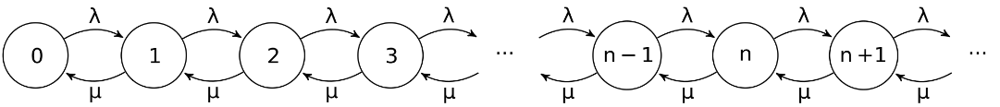 λ λ λ λ λ λ λ λ
0 1 2 3 ... n−1 n n+1 ...
μ μ μ μ μ μ μ μ